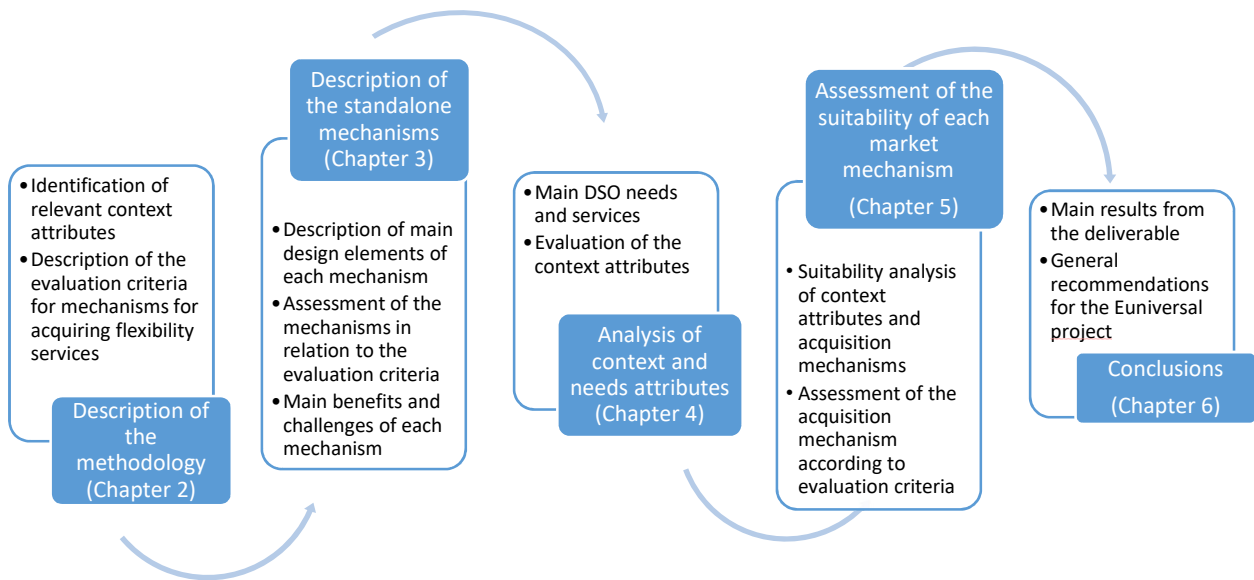 • Identification of
relevant context
attributes
• Description of the
evaluation criteria
for mechanisms for
acquiring flexibility
services
Description of
the
methodology
(Chapter 2)
Description of
the standalone
mechanisms
(Chapter 3)
• Description of main
design elements of
each mechanism
• Assessment of the
mechanisms in
relation to the
evaluation criteria
• Main benefits and
challenges of each
mechanism
• Main DSO needs
and services
• Evaluation of the
context attributes
Analysis of
context and
needs attributes
(Chapter 4)
Assessment of the
suitability of each
market
mechanism
(Chapter 5)
• Suitability analysis
of context
attributes and
acquisition
mechanisms
• Assessment of the
acquisition
mechanism
according to
evaluation criteria
• Main results from
the deliverable
• General
recommendations
for the Euniversal
project
Conclusions
(Chapter 6)